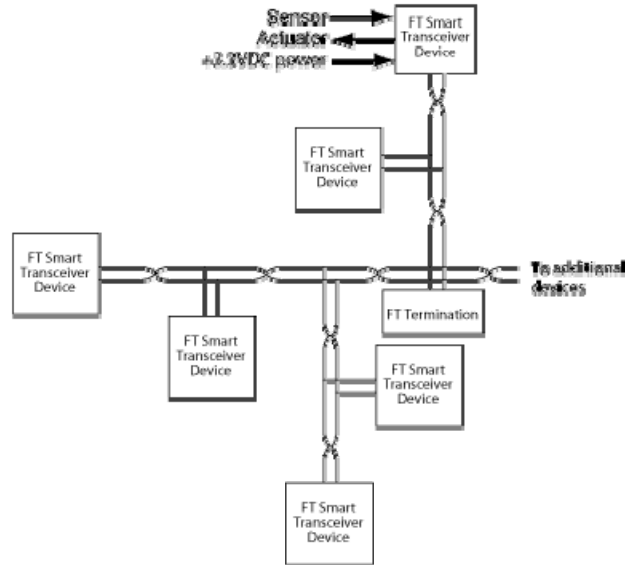 Sensor
Actuator
+3.3VDC power
FT Smart
Transceiver
Device
FT Smart
Transceiver
Device
FT Smart
Transceiver
Device
To additional
devices
FT Termination
FT Smart
Transceiver
Device
FT Smart
Transceiver
Device
FT Smart
Transceiver
Device